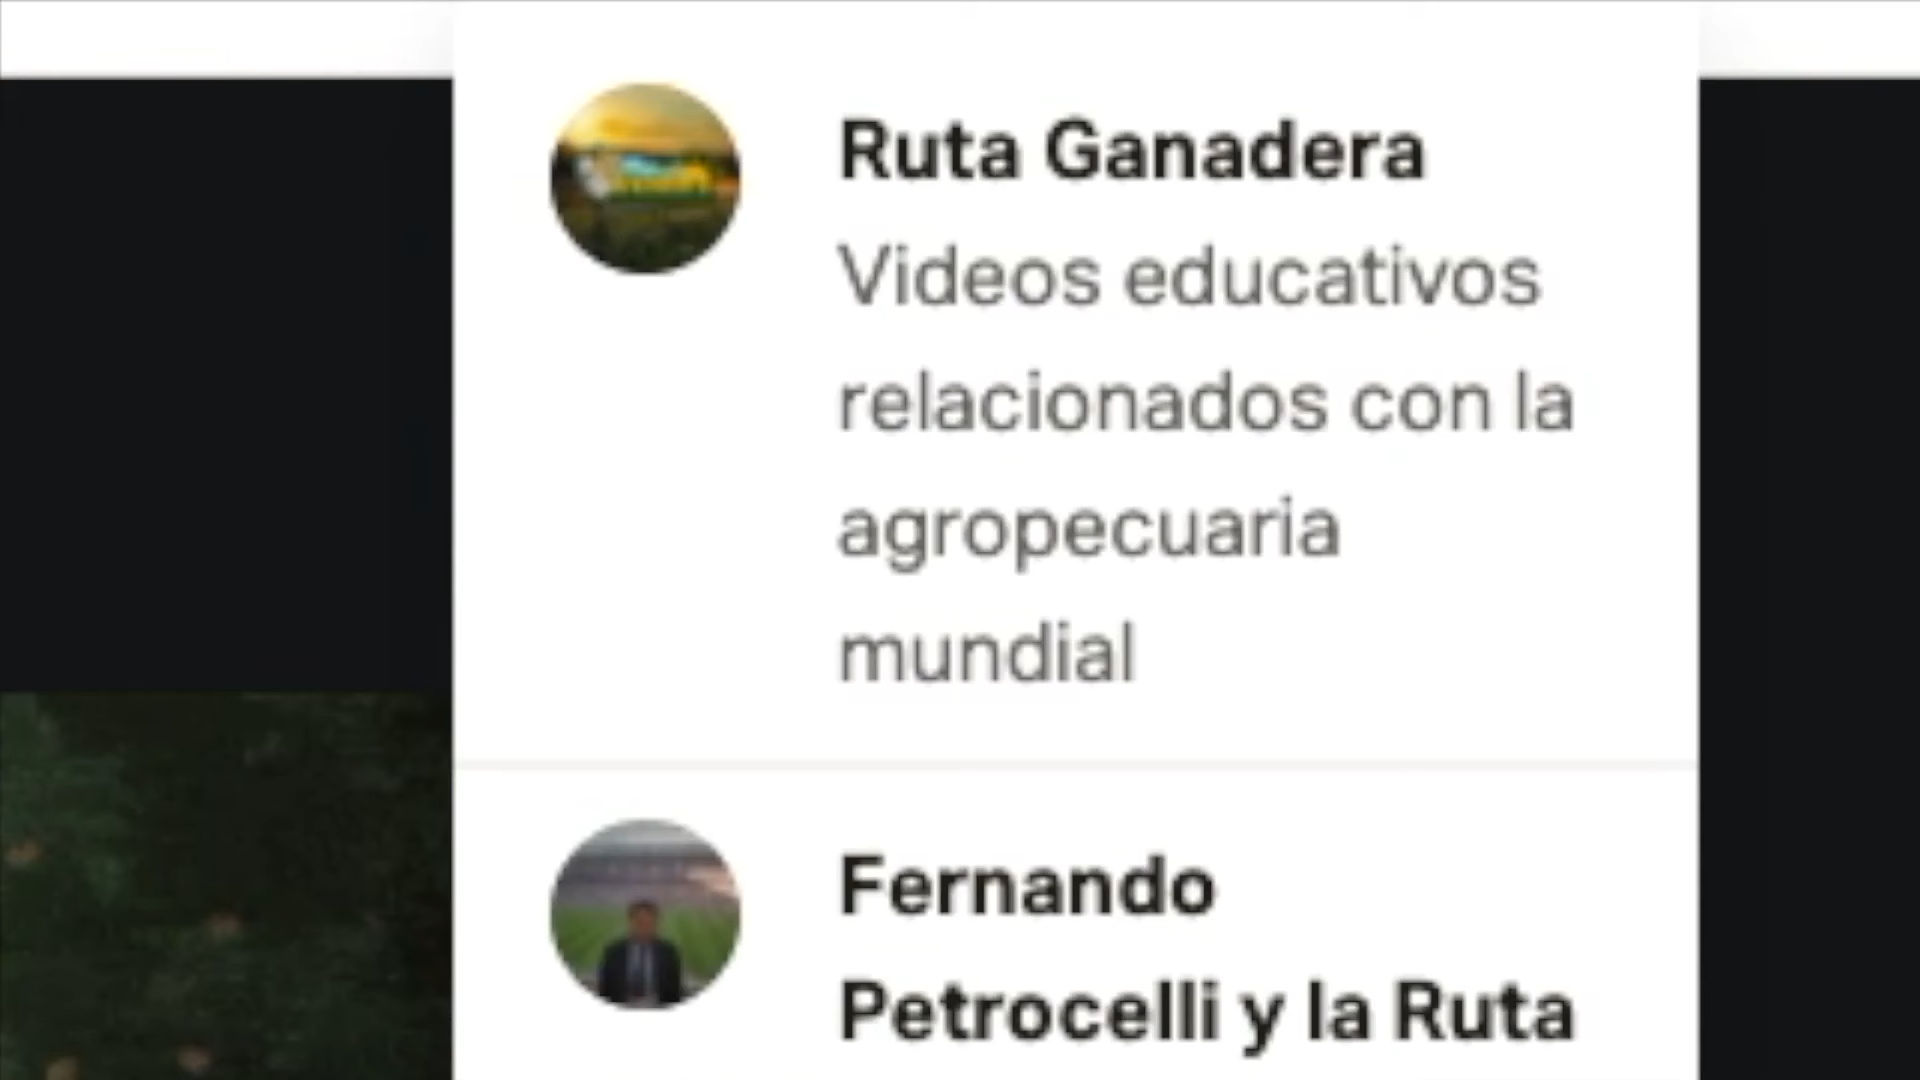 Ruta Ganadera
Videos educativos
relacionados con la
agropecuaria
mundial
Fernando
Petrocelli y la Ruta